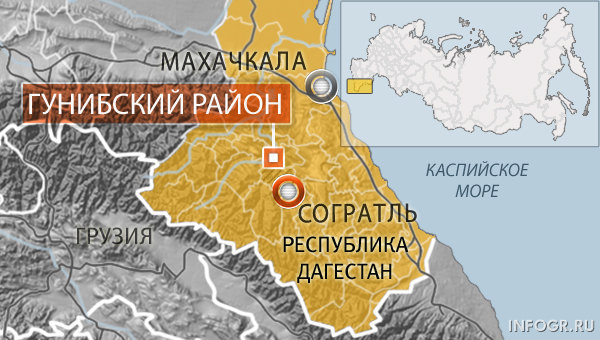 МАХАЧКАЛА
ГУНИБСКИЙ РАЙОН
КАСПИЙСКОЕ
МОРЕ
СОГРАТЛЬ
ГРУЗИЯ
РЕСПУБЛИКА
ДАГЕСТАН
INFOGR.RU